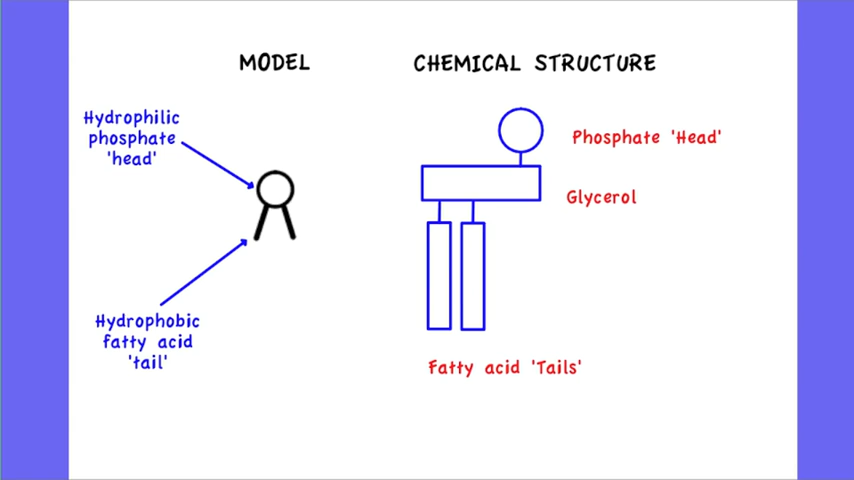 MODEL
CHEMICAL STRUCTURE
Hydrophilic
phosphate
'head'
Phosphate 'Head'
Glycerol
Hydrophobic
fatty acid
'tail'
Fatty acid 'Tails'